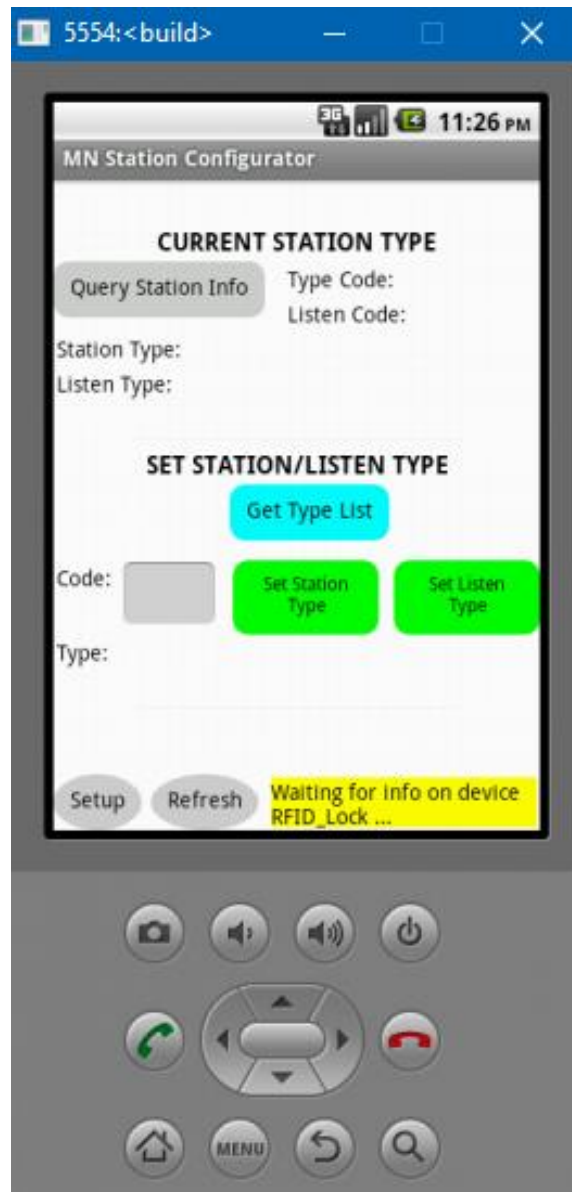 5554:<build>
3G 11:26 PM
MN Station Configurator
CURRENT STATION TYPE
Query Station Info
Type Code:
Listen Code:
Station Type:
Listen Type:
SET STATION/LISTEN TYPE
Get Type List
Code:
Set Station
Type
Set Listen
Type
Type:
Setup
Refresh
Waiting for info on device
RFID_Lock ...
MENU